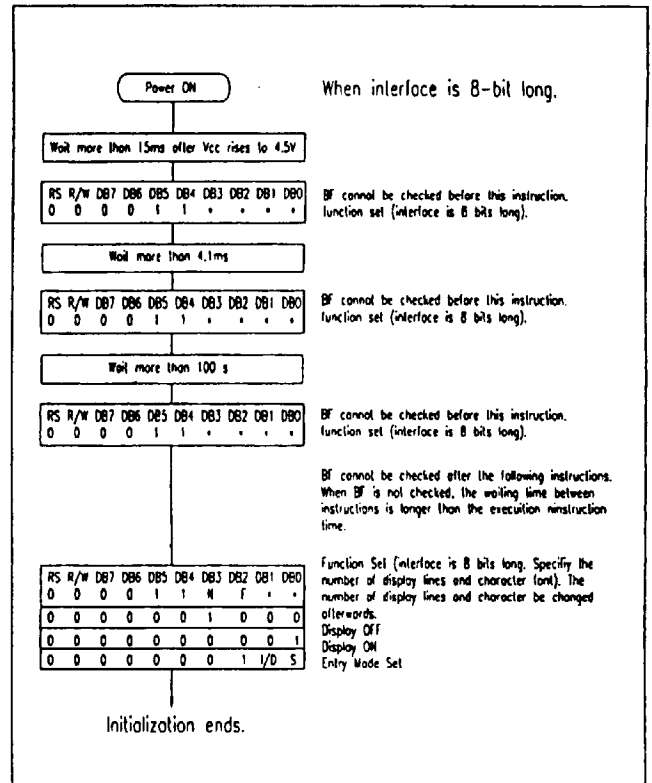 Power ON
When interface is 8-bit long.
Wait more than 15ms after Vcc rises to 4.5V
RS R/W DB7 DB6 DB5 DB4 DB3 DB2 DB1 DB0
0 0 0 0 1 1 * * * *
BF cannot be checked before this instruction.
function set (interface is 8 bits long).
Wait more than 4.1ms
RS R/W DB7 DB6 DB5 DB4 DB3 DB2 DB1 DB0
0 0 0 0 1 1 * * * *
BF cannot be checked before this instruction.
function set (interface is 8 bits long).
Wait more than 100 s
RS R/W DB7 DB6 DB5 DB4 DB3 DB2 DB1 DB0
0 0 0 0 1 1 * * * *
BF cannot be checked before this instruction.
function set (interface is 8 bits long).
BF cannot be checked after the following instructions.
When BF is not checked, the waiting time between
instructions is longer than the execution ninstruction
time.
RS R/W DB7 DB6 DB5 DB4 DB3 DB2 DB1 DB0
0 0 0 0 1 1 N F * *
0 0 0 0 0 0 1 0 0 0
0 0 0 0 0 0 0 0 0 1
0 0 0 0 0 0 0 1 I/D S
Function Set (interface is 8 bits long. Specifiy the
number of display lines and character font). The
number of display lines and character be changed
afterwords.
Display OFF
Display ON
Entry Mode Set
Initialization ends.